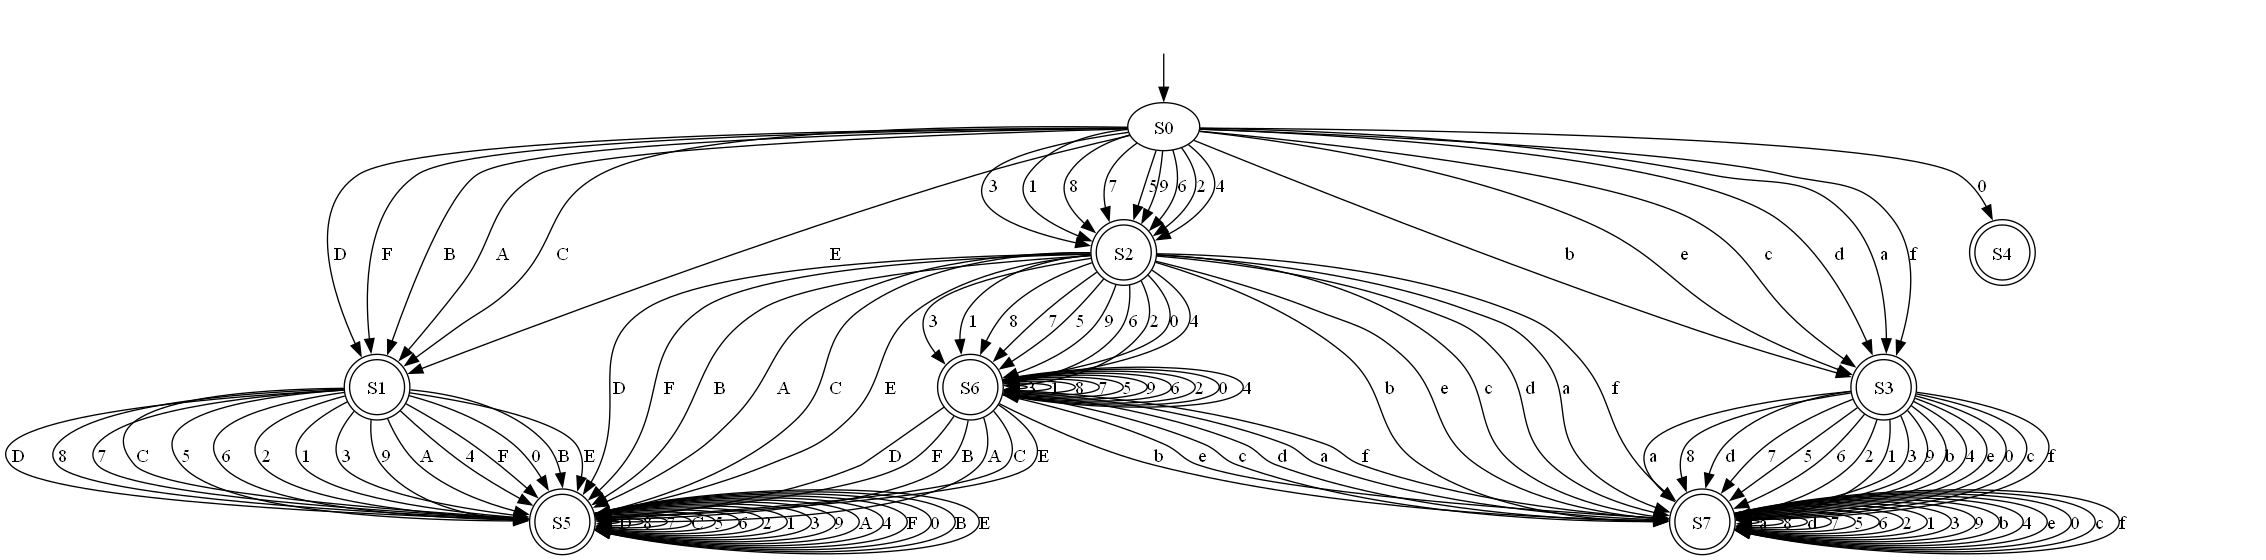 S0
3 1 8 7 5 9 6 2 4 0
D F B A C E S2 b e c d a f S4
3 1 8 7 5 9 6 2 0 4
S1 D F B A C E S6 3 1 8 7 5 9 6 2 0 4 b e c d a f S3
D 8 7 C 5 6 2 1 3 9 A 4 F 0 B E D F B A C E b e c d a f a 8 d 7 5 6 2 1 3 9 b 4 e 0 c f
S5 D 8 7 C 5 6 2 1 3 9 A 4 F 0 B E S7 a 8 d 7 5 6 2 1 3 9 b 4 e 0 c f